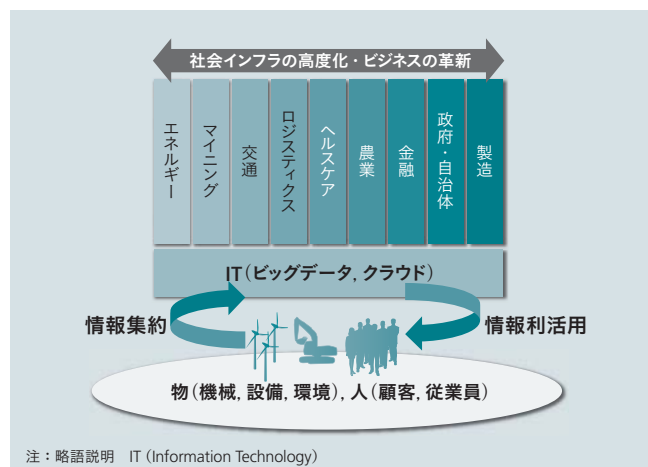 社会インフラの高度化・ビジネスの革新
エネルギー
マイニング
交通
ロジスティクス
ヘルスケア
農業
金融
政府・自治体
製造
IT(ビッグデータ, クラウド)
情報集約
情報利活用
物(機械, 設備, 環境), 人(顧客, 従業員)
注:略語説明 IT(Information Technology)